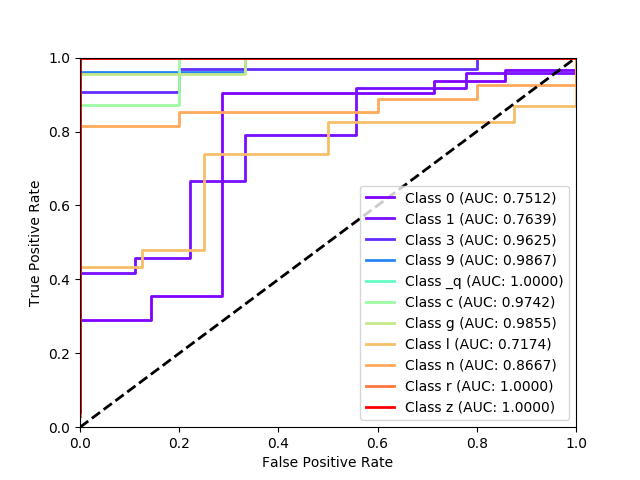 1.0
0.8
0.6
0.4
0.2
0.0
True Positive Rate
Class 0 (AUC: 0.7512)
Class 1 (AUC: 0.7639)
Class 3 (AUC: 0.9625)
Class 9 (AUC: 0.9867)
Class _q (AUC: 1.0000)
Class c (AUC: 0.9742)
Class g (AUC: 0.9855)
Class l (AUC: 0.7174)
Class n (AUC: 0.8667)
Class r (AUC: 1.0000)
Class z (AUC: 1.0000)
0.0 0.2 0.4 0.6 0.8 1.0
False Positive Rate